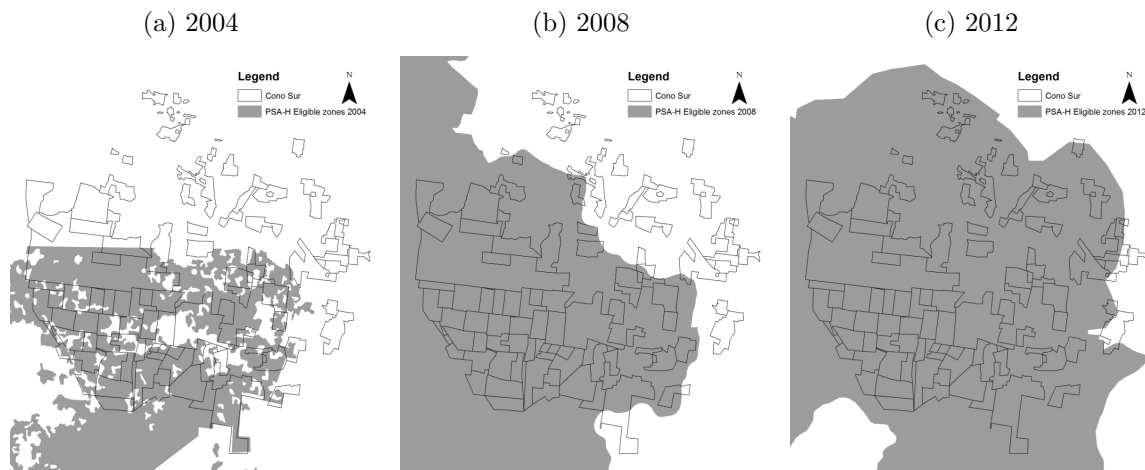 (a) 2004
Legend
N
Cono Sur
PSA-H Eligible zones 2004
(b) 2008
Legend
N
Cono Sur
PSA-H Eligible zones 2008
(c) 2012
Legend
N
Cono Sur
PSA-H Eligible zones 2012